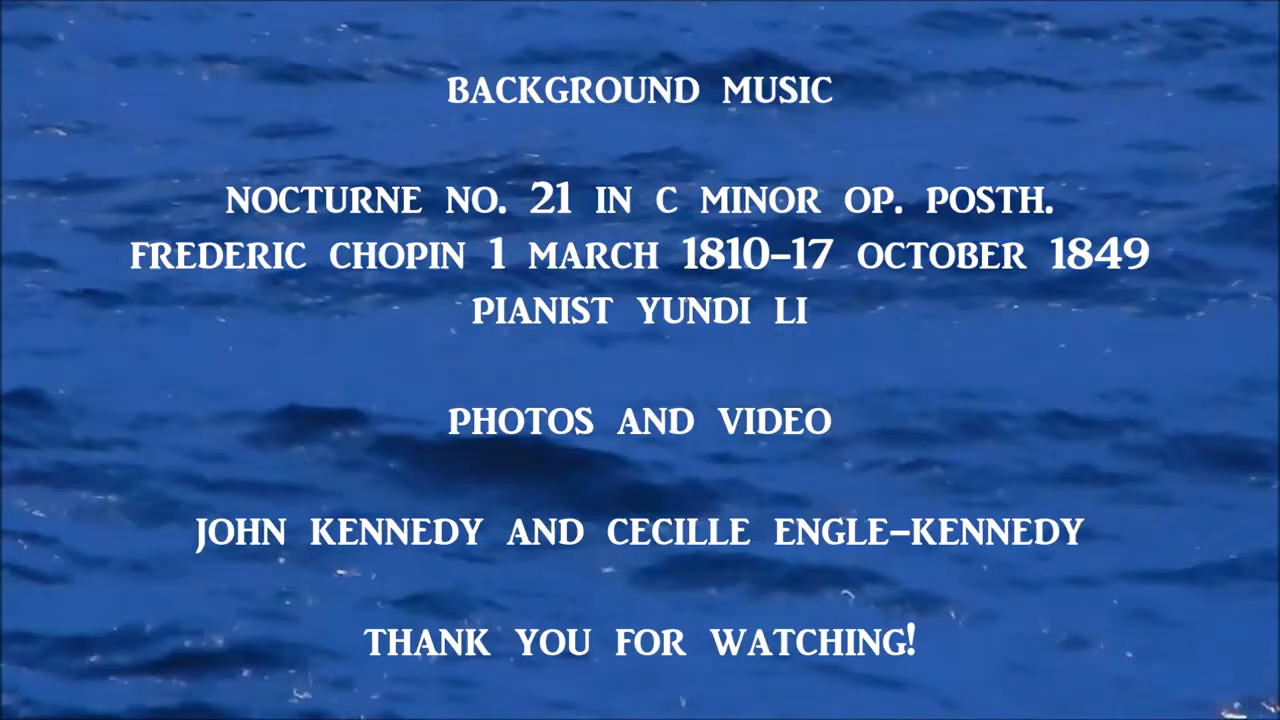 BACKGROUND MUSIC
NOCTURNE NO. 21 IN C MINOR OP. POSTH.
FREDERIC CHOPIN 1 MARCH 1810-17 OCTOBER 1849
PIANIST YUNDI LI
PHOTOS AND VIDEO
JOHN KENNEDY AND CECILLE ENGLE-KENNEDY
THANK YOU FOR WATCHING!